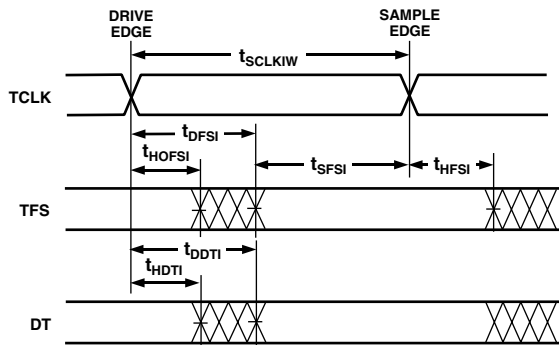 DRIVE EDGE
SAMPLE EDGE
tSCLKIW
TCLK
tDFSI
tHOFSI
tSFSI
tHFSI
TFS
tDDTI
tHDTI
DT